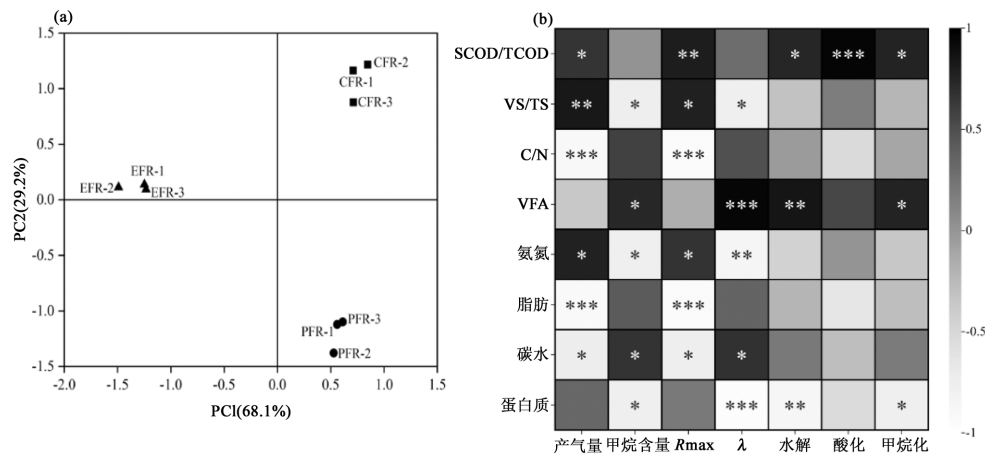 (a)
1.5
1.0
0.5
0.0
-0.5
-1.0
-1.5
PC2(29.2%)
CFR-2
CFR-1
CFR-3
EFR-1
EFR-2
EFR-3
PFR-3
PFR-1
PFR-2
-2.0 -1.5 -1.0 -0.5 0.0 0.5 1.0 1.5
PCl(68.1%)
(b)
SCOD/TCOD * ** * *** *
VS/TS ** * * *
C/N *** ***
VFA * *** ** *
氨氮 * * * **
脂肪 *** ***
碳水 * * * *
蛋白质 * *** ** *
产气量 甲烷含量 Rmax λ 水解 酸化 甲烷化
1
0.5
0
-0.5
-1